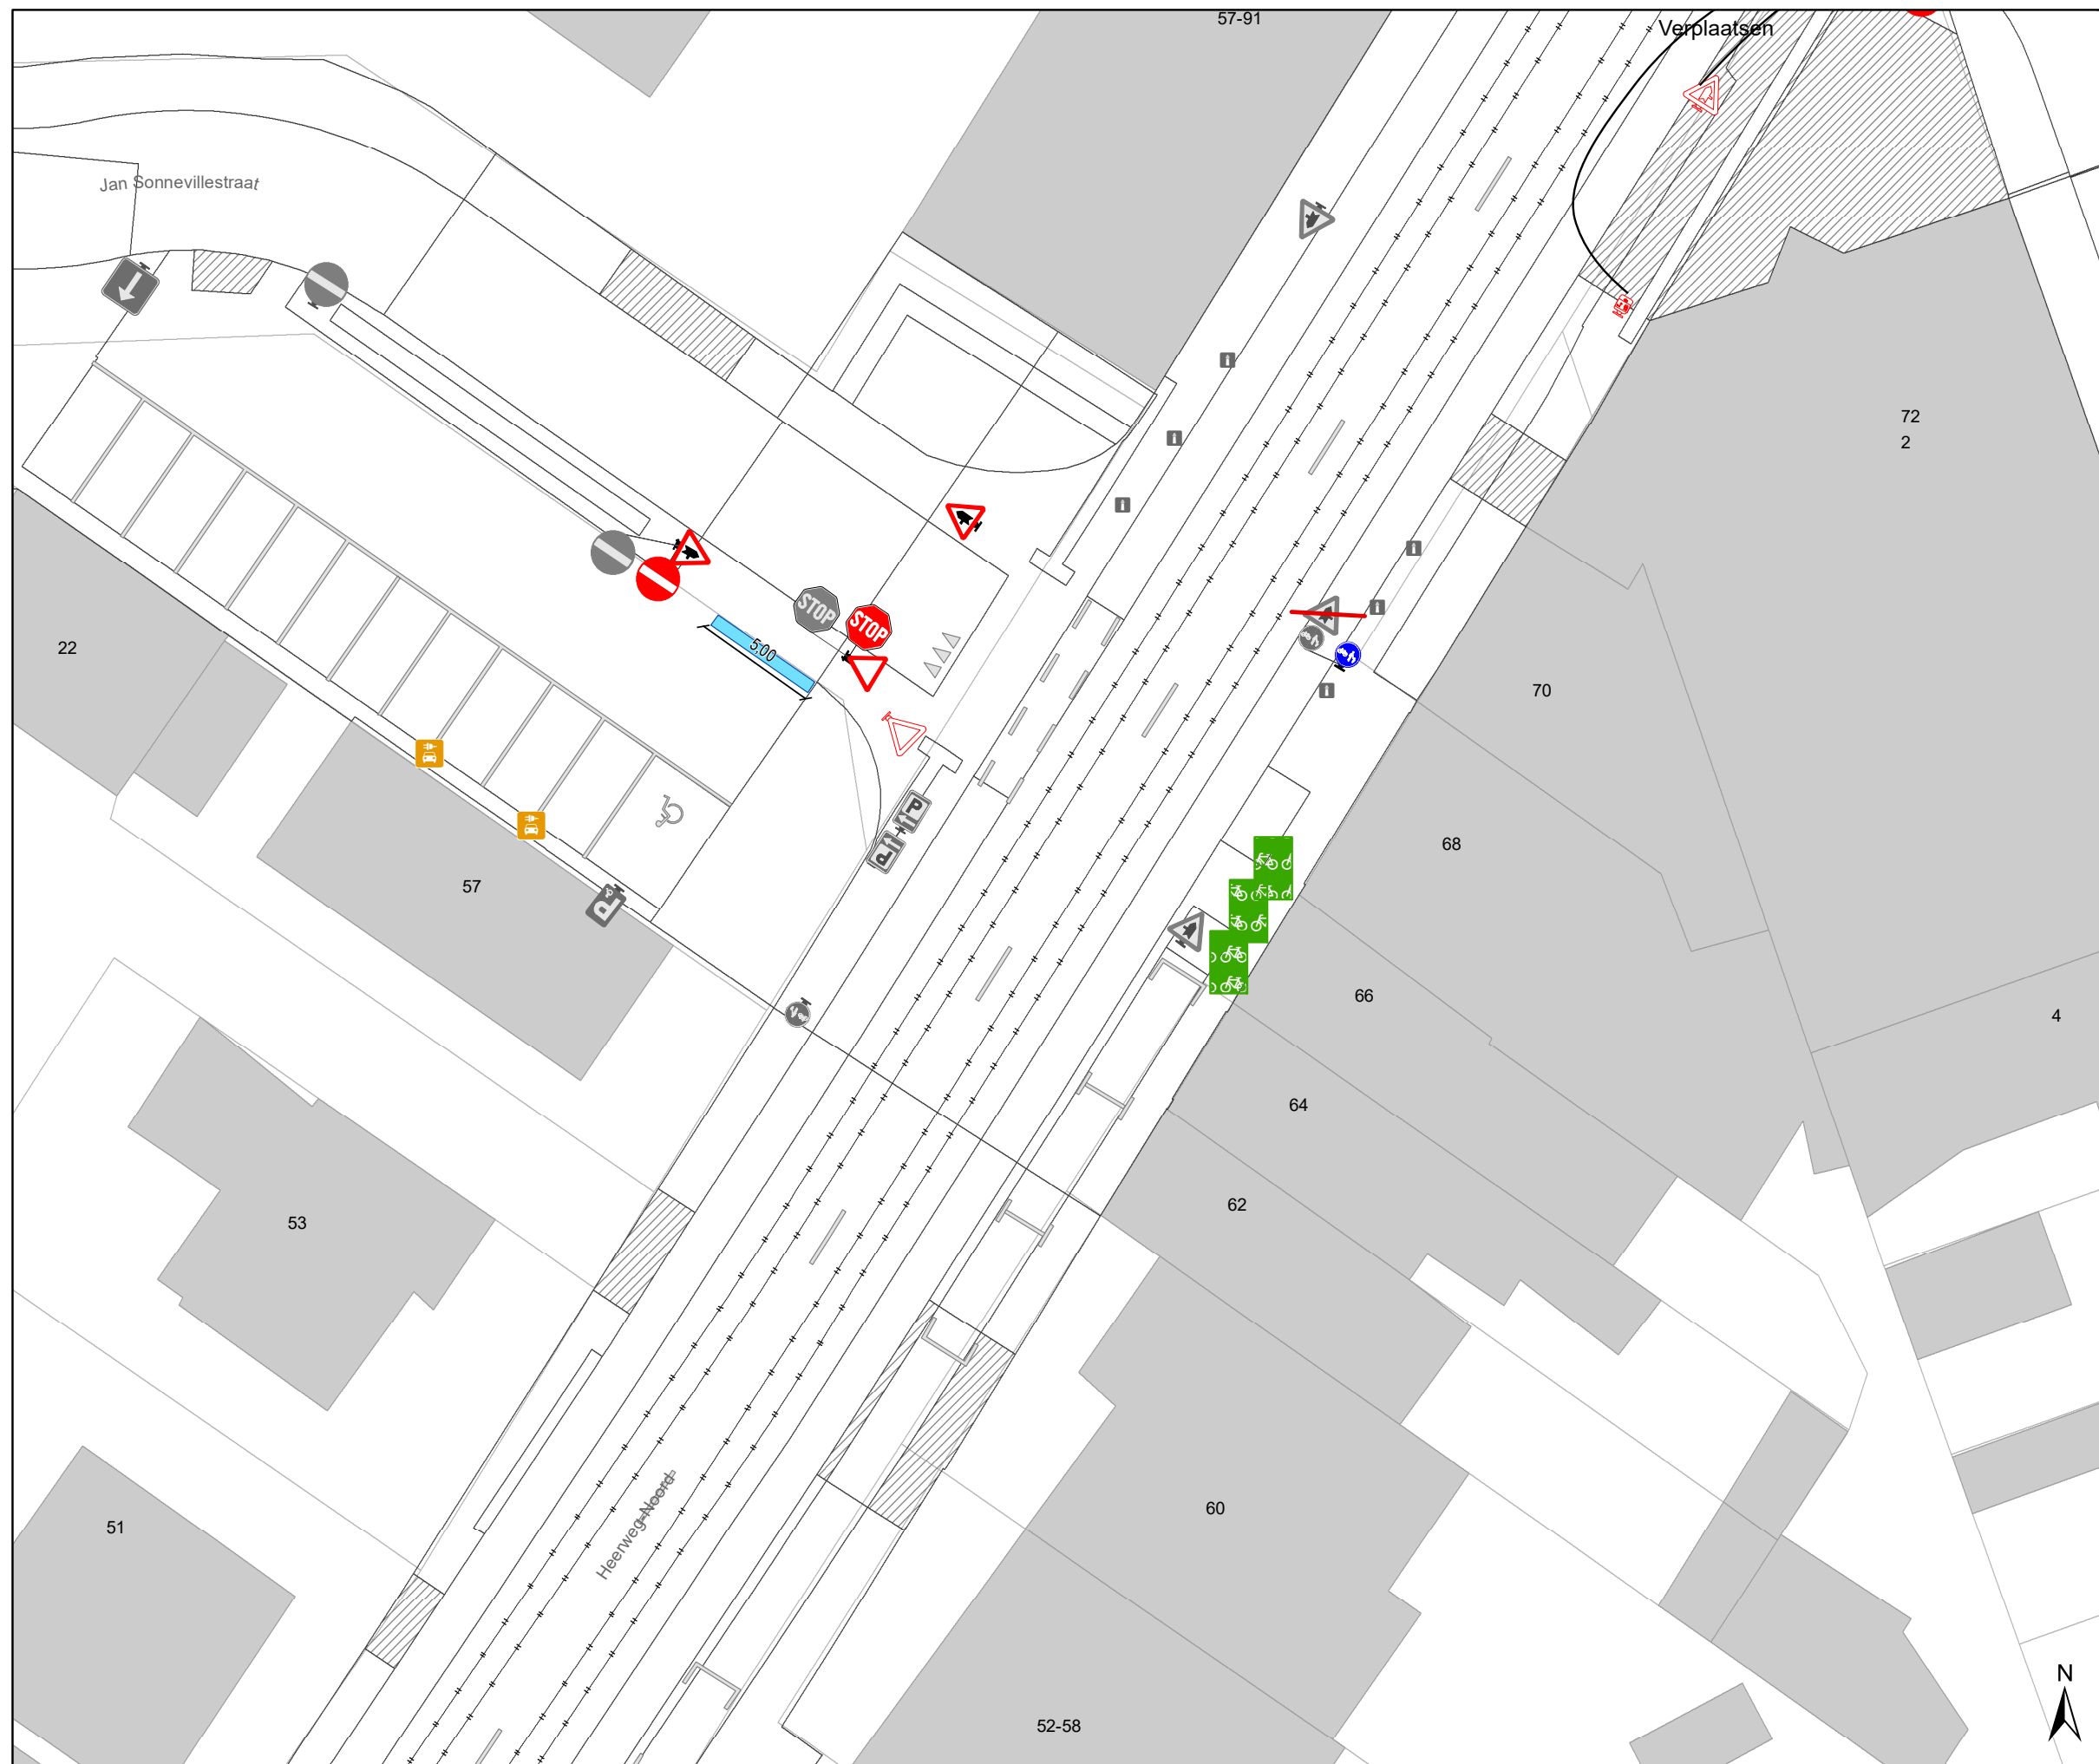 57-91
Verplaatsen
Jan Sonnevillestraat
72
2
STOP
STOP
5,00
22
70
P
P
68
57
P
66
4
64
62
53
60
51
Heerweg-Noord
52-58
N